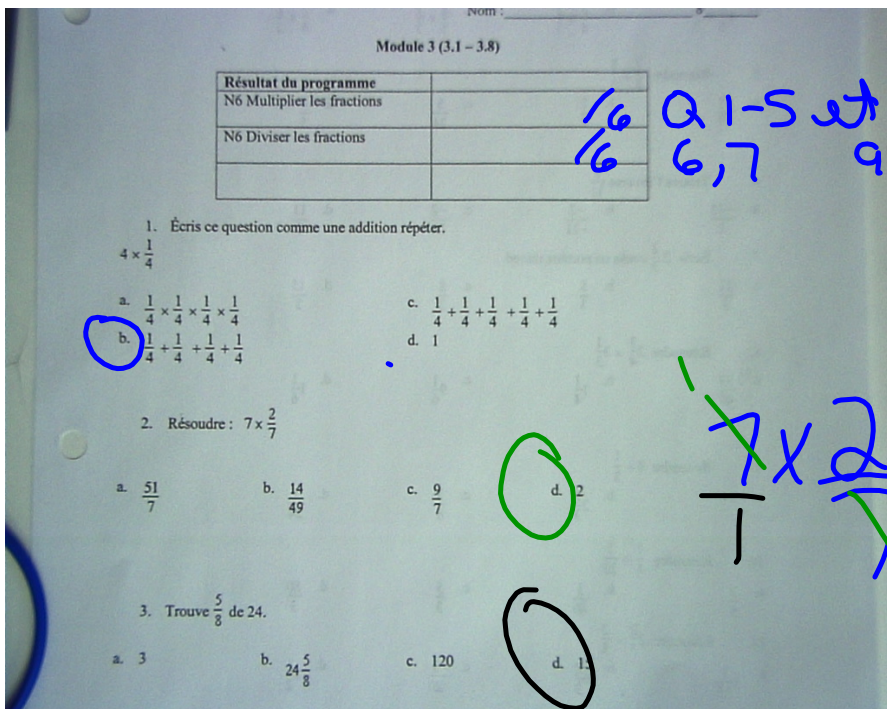 Nom :
Module 3 (3.1 – 3.8)
Résultat du programme
N6 Multiplier les fractions
/6 Q 1-5 et
N6 Diviser les fractions
/6 6,7 9
1. Écris ce question comme une addition répéter.
4 × 1/4
a. 1/4 × 1/4 × 1/4 × 1/4
c. 1/4 + 1/4 + 1/4 + 1/4 + 1/4
b. 1/4 + 1/4 + 1/4 + 1/4
d. 1
2. Résoudre : 7 × 2/7
7/1 × 2
a. 51/7
b. 14/49
c. 9/7
d. 2
3. Trouve 5/8 de 24.
a. 3
b. 24 5/8
c. 120
d.